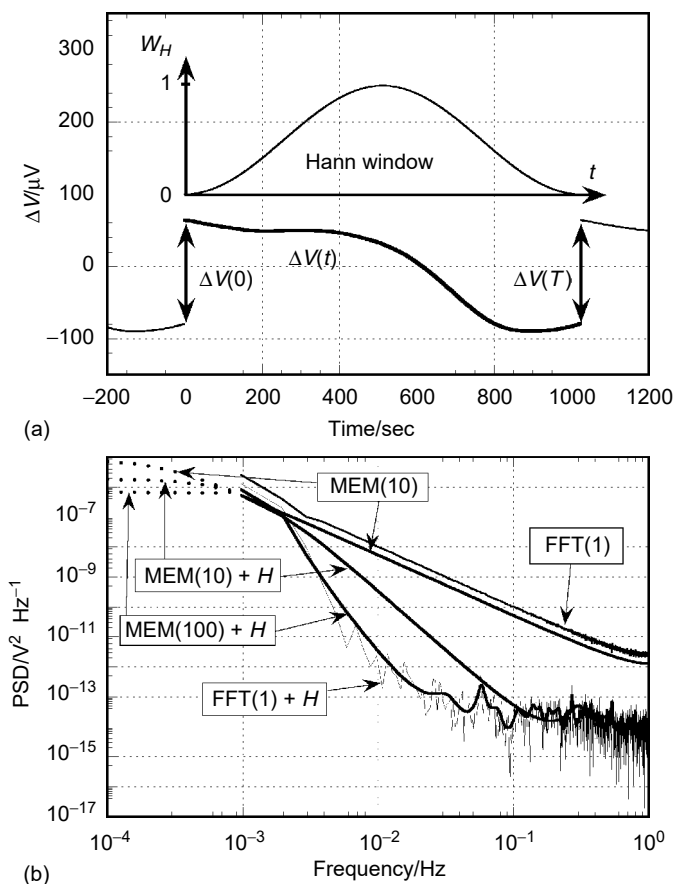 300
W_H
1
200
Hann window
t
0
100
ΔV/μV
0
ΔV(0)
ΔV(t)
ΔV(T)
−100
−200 0 200 400 600 800 1000 1200
(a)
Time/sec
10−7
MEM(10)
FFT(1)
10−9
MEM(10) + H
10−11
MEM(100) + H
PSD/V² Hz−1
FFT(1) + H
10−13
10−15
10−17
10−4 10−3 10−2 10−1 100
(b)
Frequency/Hz